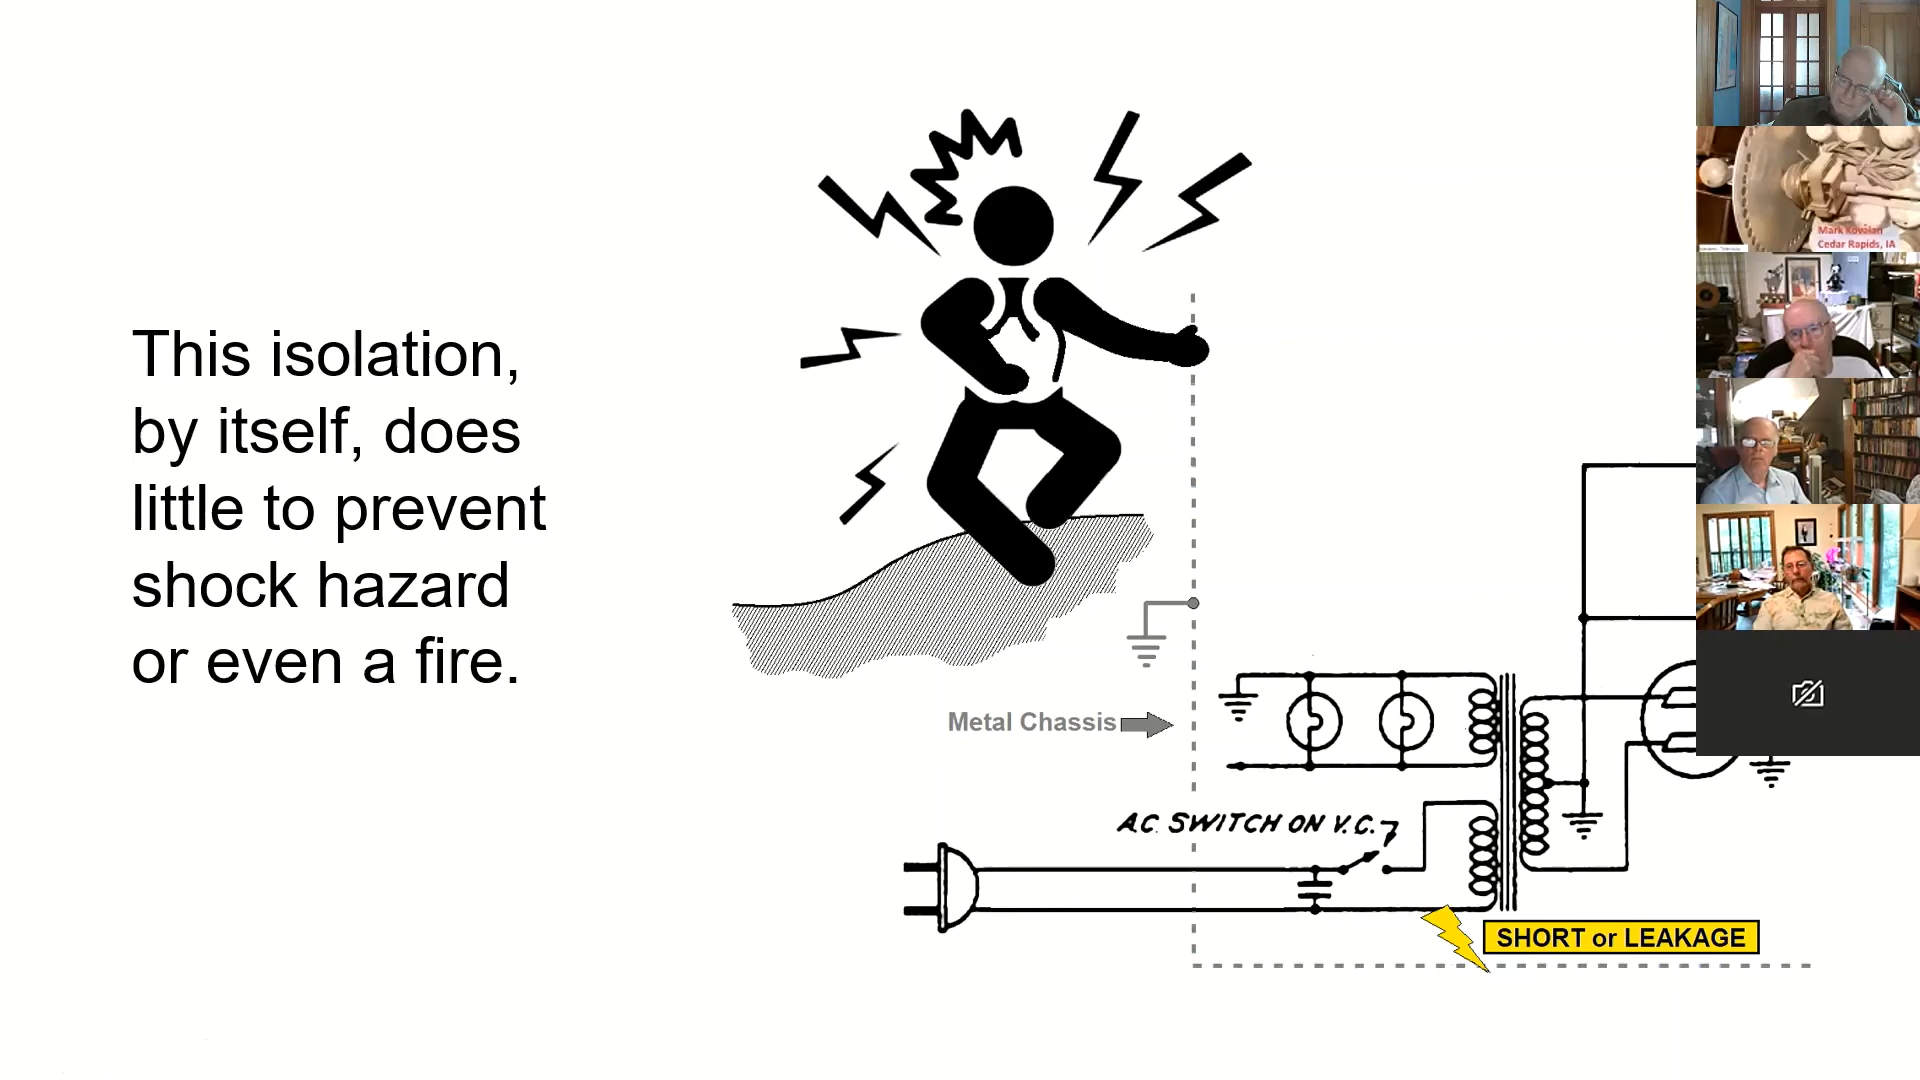 This isolation,
by itself, does
little to prevent
shock hazard
or even a fire.
Metal Chassis
A.C. SWITCH ON V.C.
SHORT or LEAKAGE
Mark Kovalan
Cedar Rapids, IA